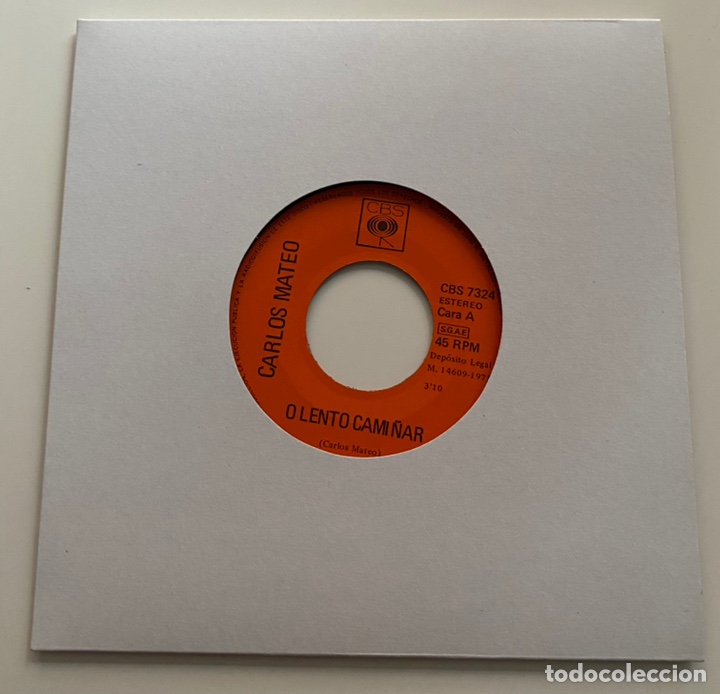 CBS
CARLOS MATEO
CBS 7324
ESTEREO
Cara A
S.G.A.E.
45 RPM
Depósito Legal
M. 14609-197
3'10
O LENTO CAMIÑAR
(Carlos Mateo)
todocoleccion